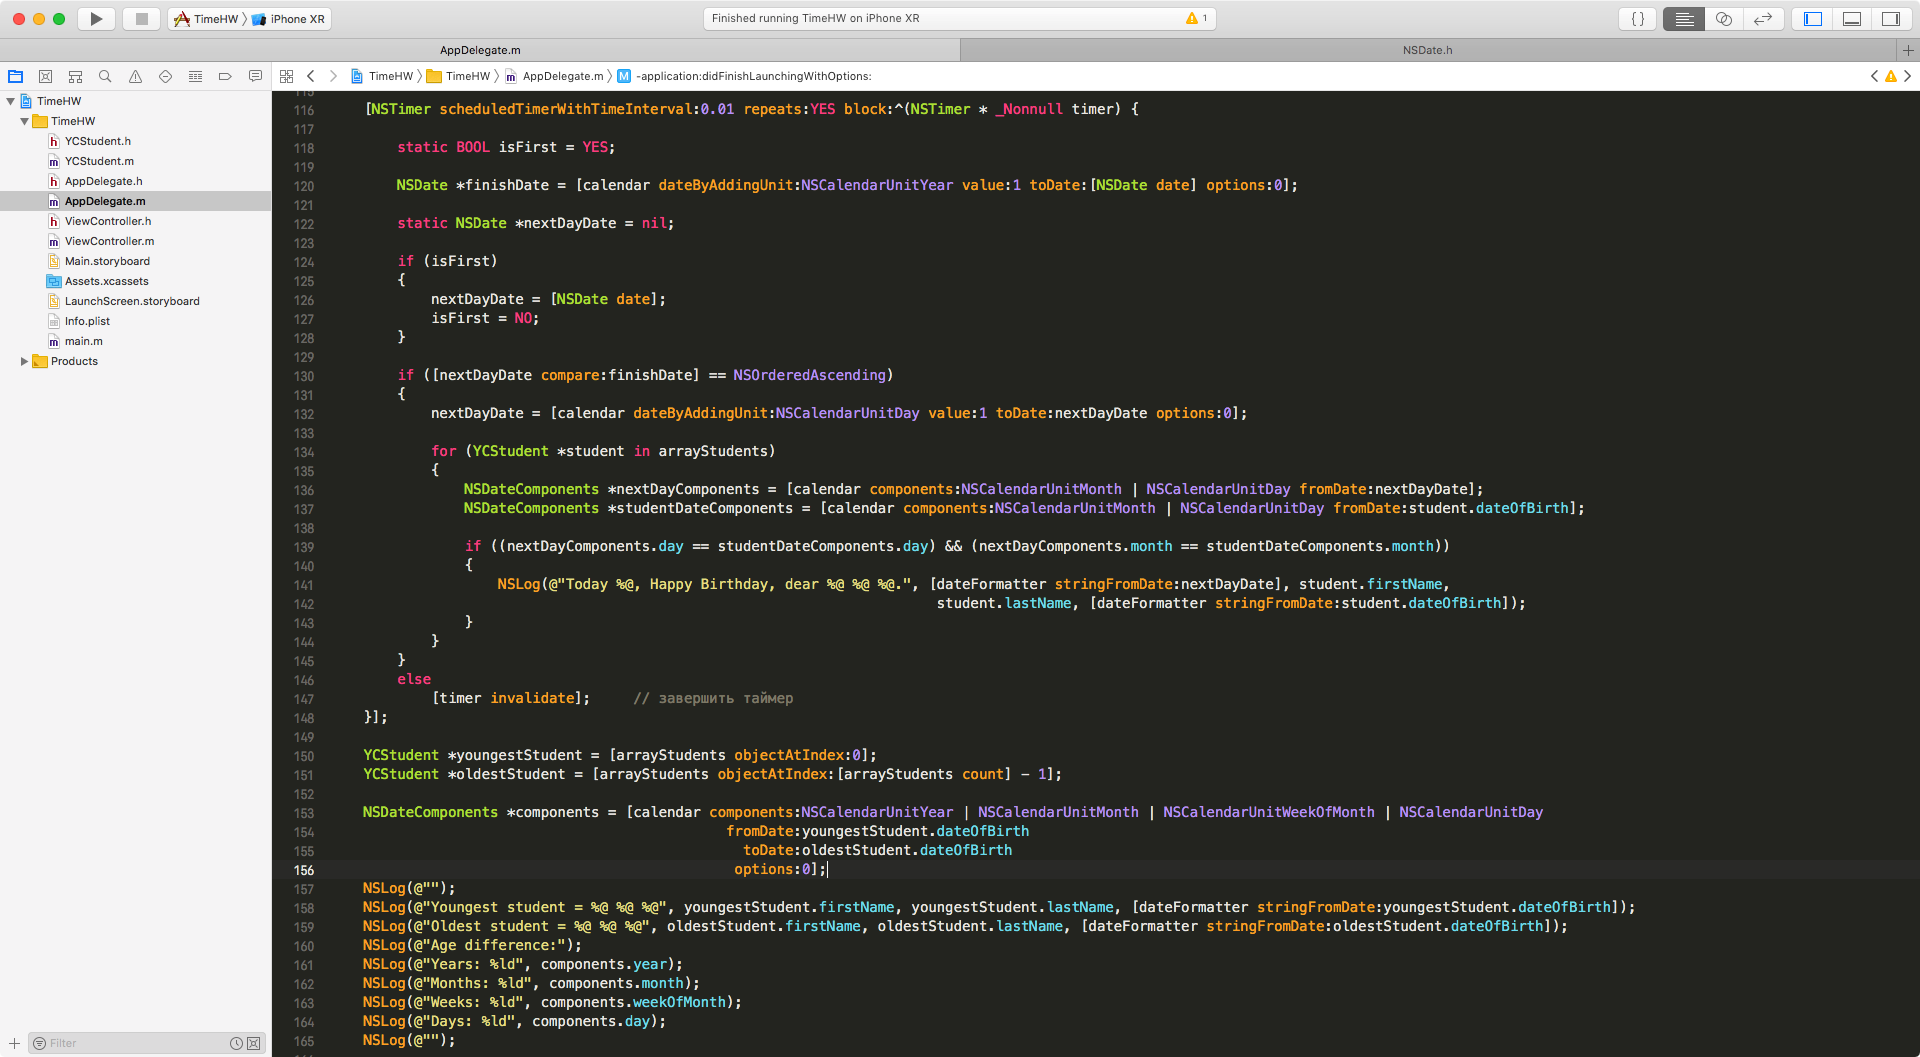 TimeHW
iPhone XR
Finished running TimeHW on iPhone XR
1
{ }
AppDelegate.m
NSDate.h
TimeHW
TimeHW
AppDelegate.m
M
-application:didFinishLaunchingWithOptions:
TimeHW
TimeHW
YCStudent.h
YCStudent.m
AppDelegate.h
AppDelegate.m
ViewController.h
ViewController.m
Main.storyboard
Assets.xcassets
LaunchScreen.storyboard
Info.plist
main.m
Products
Filter
115
116 [NSTimer scheduledTimerWithTimeInterval:0.01 repeats:YES block:^(NSTimer * _Nonnull timer) {
117
118 static BOOL isFirst = YES;
119
120 NSDate *finishDate = [calendar dateByAddingUnit:NSCalendarUnitYear value:1 toDate:[NSDate date] options:0];
121
122 static NSDate *nextDayDate = nil;
123
124 if (isFirst)
125 {
126 nextDayDate = [NSDate date];
127 isFirst = NO;
128 }
129
130 if ([nextDayDate compare:finishDate] == NSOrderedAscending)
131 {
132 nextDayDate = [calendar dateByAddingUnit:NSCalendarUnitDay value:1 toDate:nextDayDate options:0];
133
134 for (YCStudent *student in arrayStudents)
135 {
136 NSDateComponents *nextDayComponents = [calendar components:NSCalendarUnitMonth | NSCalendarUnitDay fromDate:nextDayDate];
137 NSDateComponents *studentDateComponents = [calendar components:NSCalendarUnitMonth | NSCalendarUnitDay fromDate:student.dateOfBirth];
138
139 if ((nextDayComponents.day == studentDateComponents.day) && (nextDayComponents.month == studentDateComponents.month))
140 {
141 NSLog(@"Today %@, Happy Birthday, dear %@ %@ %@.", [dateFormatter stringFromDate:nextDayDate], student.firstName,
142 student.lastName, [dateFormatter stringFromDate:student.dateOfBirth]);
143 }
144 }
145 }
146 else
147 [timer invalidate]; // завершить таймер
148 }];
149
150 YCStudent *youngestStudent = [arrayStudents objectAtIndex:0];
151 YCStudent *oldestStudent = [arrayStudents objectAtIndex:[arrayStudents count] - 1];
152
153 NSDateComponents *components = [calendar components:NSCalendarUnitYear | NSCalendarUnitMonth | NSCalendarUnitWeekOfMonth | NSCalendarUnitDay
154 fromDate:youngestStudent.dateOfBirth
155 toDate:oldestStudent.dateOfBirth
156 options:0];
157 NSLog(@"");
158 NSLog(@"Youngest student = %@ %@ %@", youngestStudent.firstName, youngestStudent.lastName, [dateFormatter stringFromDate:youngestStudent.dateOfBirth]);
159 NSLog(@"Oldest student = %@ %@ %@", oldestStudent.firstName, oldestStudent.lastName, [dateFormatter stringFromDate:oldestStudent.dateOfBirth]);
160 NSLog(@"Age difference:");
161 NSLog(@"Years: %ld", components.year);
162 NSLog(@"Months: %ld", components.month);
163 NSLog(@"Weeks: %ld", components.weekOfMonth);
164 NSLog(@"Days: %ld", components.day);
165 NSLog(@"");